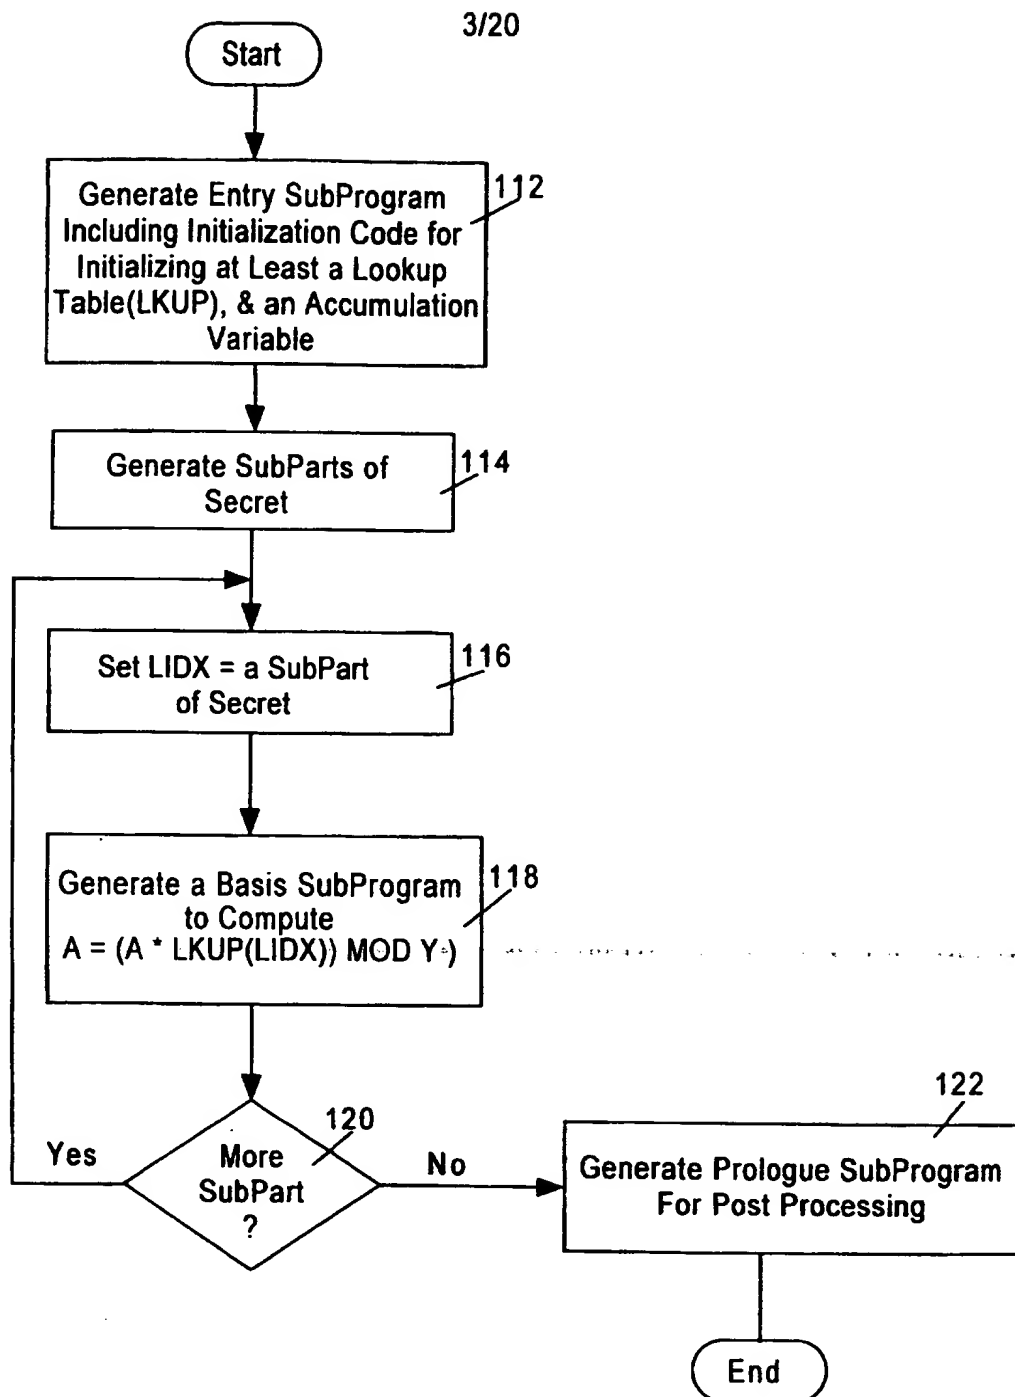 3/20
Start
112
Generate Entry SubProgram
Including Initialization Code for
Initializing at Least a Lookup
Table(LKUP), & an Accumulation
Variable
114
Generate SubParts of
Secret
116
Set LIDX = a SubPart
of Secret
118
Generate a Basis SubProgram
to Compute
A = (A * LKUP(LIDX)) MOD Y )
120
More
SubPart
?
Yes
No
122
Generate Prologue SubProgram
For Post Processing
End